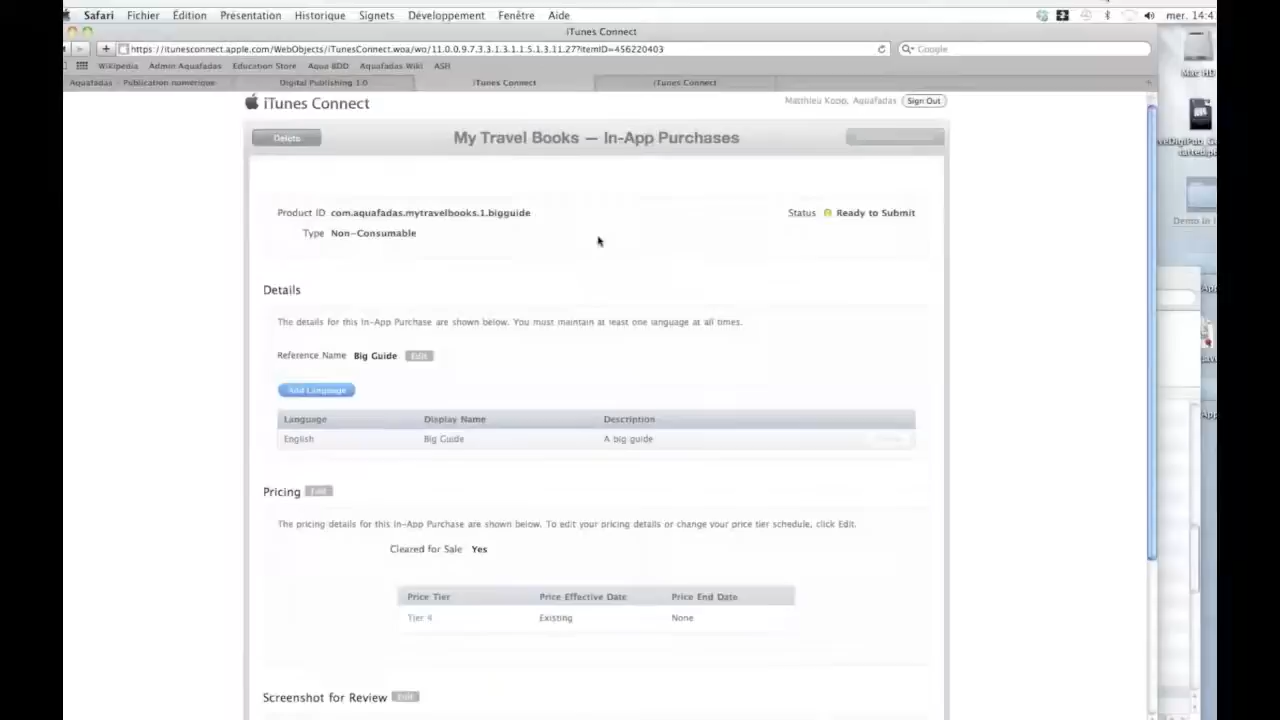 Safari Fichier Édition Présentation Historique Signets Développement Fenêtre Aide mer. 14:4
iTunes Connect
https://itunesconnect.apple.com/WebObjects/iTunesConnect.woa/wo/11.0.0.9.7.3.3.1.3.1.1.5.1.3.11.27?itemID=456220403 Google
Wikipedia Admin Aquafadas Education Store Aqua BDD Aquafadas Wiki ASH
Aquafadas - Publication numérique Digital Publishing 1.0 iTunes Connect iTunes Connect
Mac HD
iTunes Connect Matthieu Kopp, Aquafadas Sign Out
Delete My Travel Books — In-App Purchases
Product ID com.aquafadas.mytravelbooks.1.bigguide Status Ready to Submit
Type Non-Consumable
Demo in
Details
The details for this In-App Purchase are shown below. You must maintain at least one language at all times.
Reference Name Big Guide Edit
Add Language
Language Display Name Description
English Big Guide A big guide
Pricing Edit
The pricing details for this In-App Purchase are shown below. To edit your pricing details or change your price tier schedule, click Edit.
Cleared for Sale Yes
Price Tier Price Effective Date Price End Date
Tier 4 Existing None
Screenshot for Review Edit